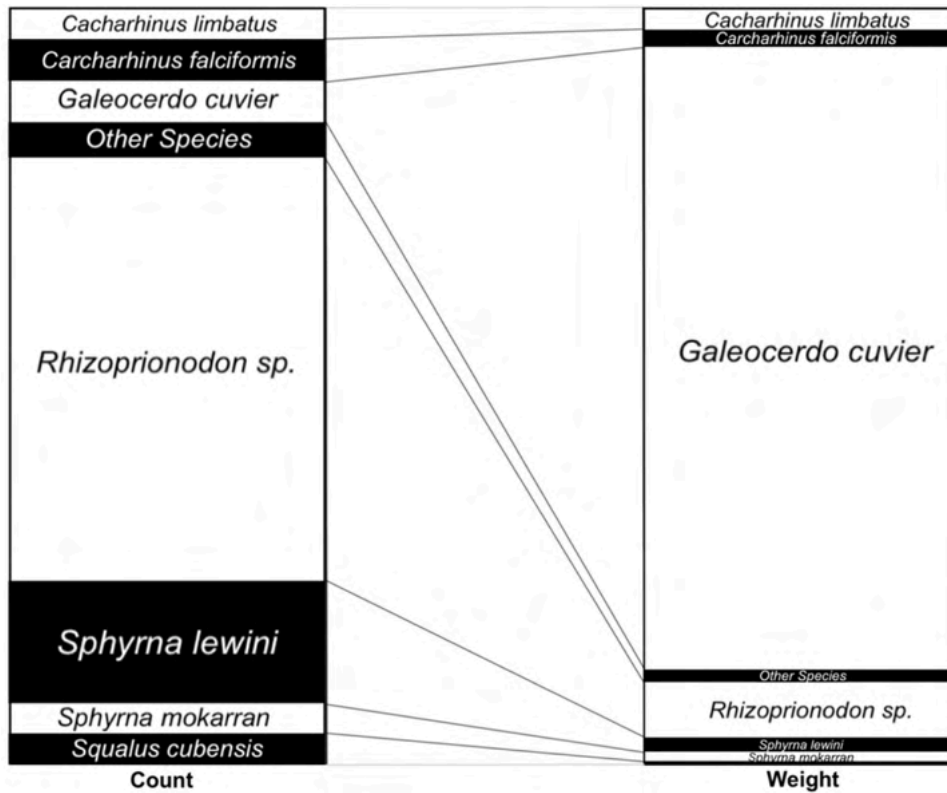 Cacharhinus limbatus
Carcharhinus falciformis
Galeocerdo cuvier
Other Species
Rhizoprionodon sp.
Sphyrna lewini
Sphyrna mokarran
Squalus cubensis
Count
Cacharhinus limbatus
Carcharhinus falciformis
Galeocerdo cuvier
Other Species
Rhizoprionodon sp.
Sphyrna lewini
Sphyrna mokarran
Weight